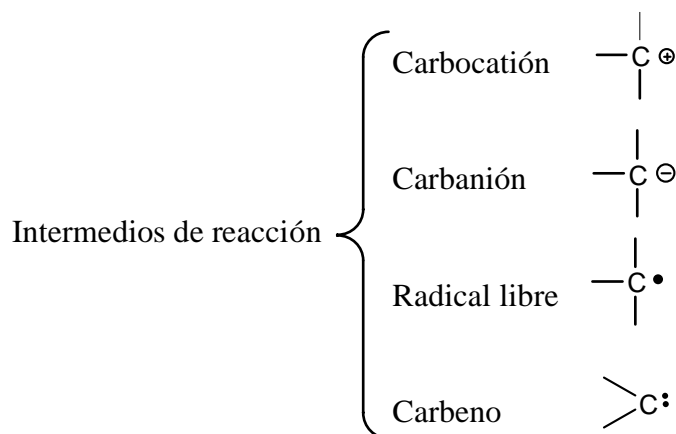 Carbocatión C ⊕
Carbanión C ⊖
Intermedios de reacción
Radical libre C •
Carbeno C :